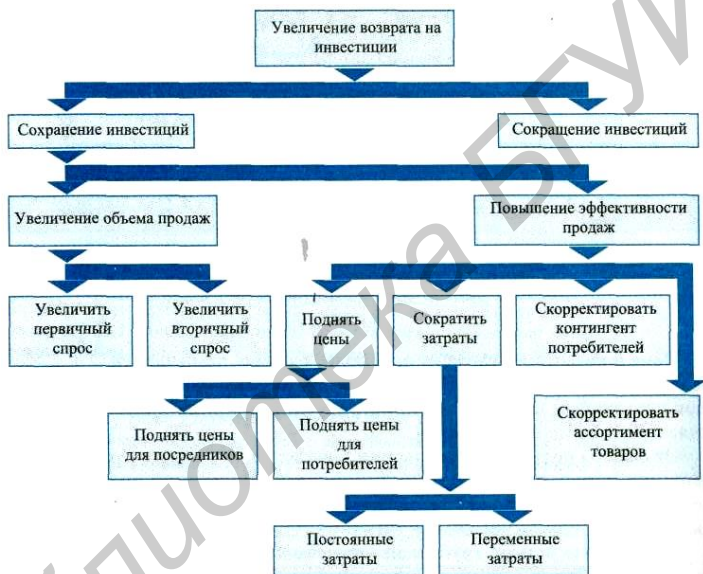 Увеличение возврата на
инвестиции
Сохранение инвестиций
Сокращение инвестиций
Увеличение объема продаж
Повышение эффективности
продаж
Увеличить
первичный
спрос
Увеличить
вторичный
спрос
Поднять
цены
Сократить
затраты
Скорректировать
контингент
потребителей
Поднять цены
для посредников
Поднять цены
для
потребителей
Скорректировать
ассортимент
товаров
Постоянные
затраты
Переменные
затраты